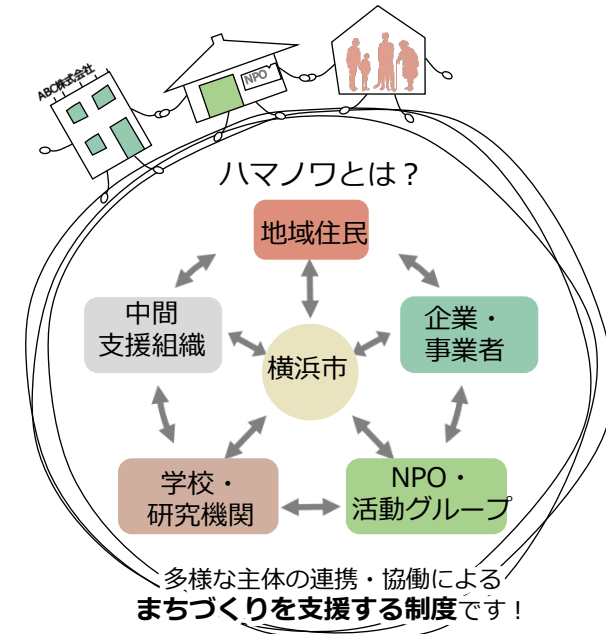 ABC株式会社
NPO
ハマノワとは？
地域住民
中間
支援組織
企業・
事業者
横浜市
学校・
研究機関
NPO・
活動グループ
多様な主体の連携・協働による
まちづくりを支援する制度です！